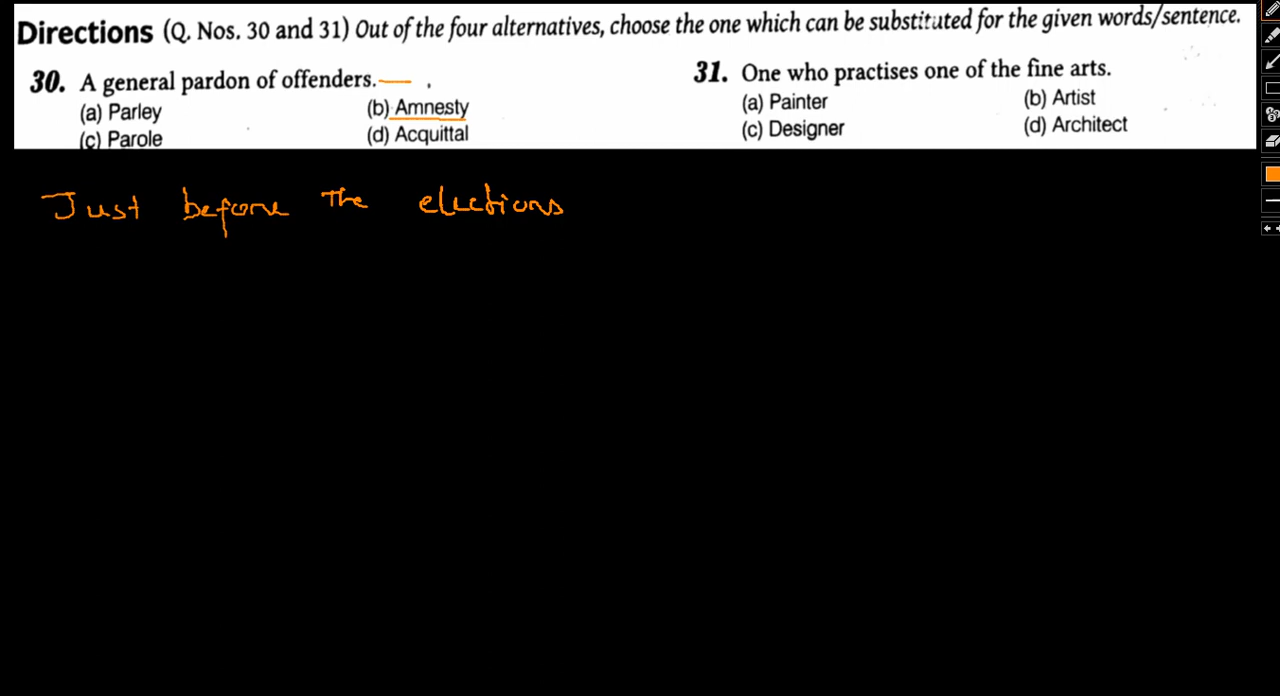 Directions (Q. Nos. 30 and 31) Out of the four alternatives, choose the one which can be substituted for the given words/sentence.
30. A general pardon of offenders.
(a) Parley (b) Amnesty
(c) Parole (d) Acquittal
31. One who practises one of the fine arts.
(a) Painter (b) Artist
(c) Designer (d) Architect
Just before the elections